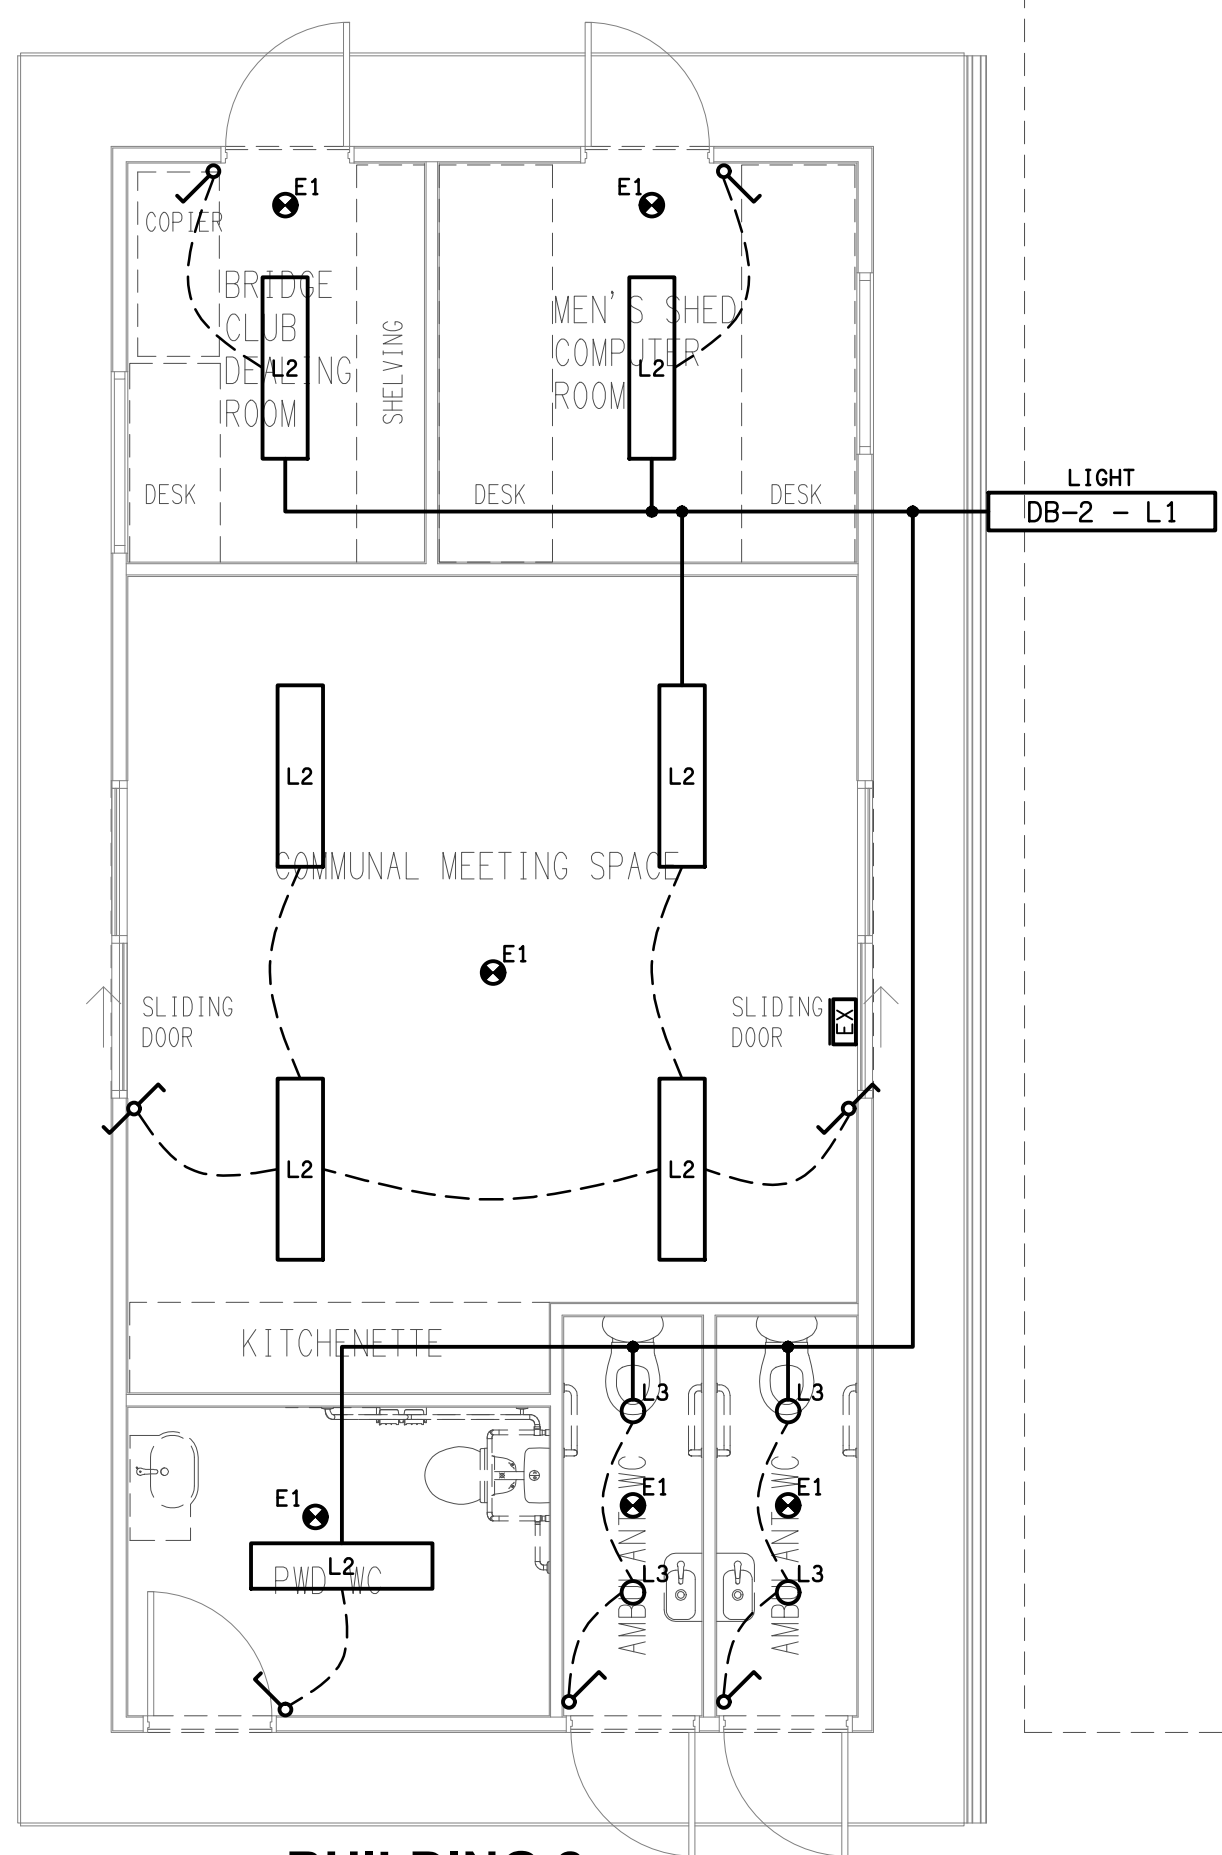 E1
E1
COPIER
BRIDGE
CLUB
DEALING
ROOM
L2
SHELVING
MEN'S SHED
COMPUTER
ROOM
L2
DESK
DESK
DESK
LIGHT
DB-2 - L1
L2
L2
COMMUNAL MEETING SPACE
E1
SLIDING
DOOR
SLIDING
DOOR
EX
L2
L2
KITCHENETTE
L3
L3
E1
E1
E1
L2
PWD WC
L3
L3
AMBULANT WC
AMBULANT WC